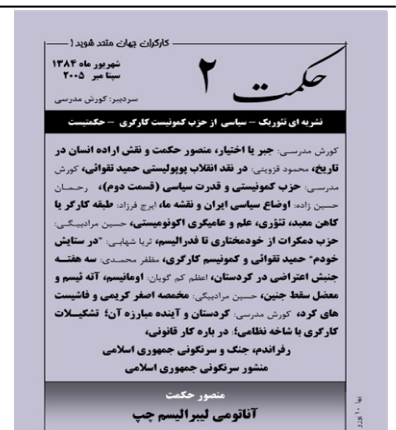 کارگران جهان متحد شوید!
حکمت ۲
شهریور ماه ۱۳۸۴
سپتا مبر ۲۰۰۵
سردبیر: کورش مدرسی
نشریه ای تئوریک – سیاسی از حزب کمونیست کارگری – حکمتیست
کورش مدرسی: جبر یا اختیار، منصور حکمت و نقش اراده انسان در
تاریخ، محمود قزوینی: در نقد انقلاب پوپولیستی حمید تقوائی، کورش
مدرسی: حزب کمونیستی و قدرت سیاسی (قسمت دوم)، رحمان
حسین زاده: اوضاع سیاسی ایران و نقشه ما، ایرج فرزاد: طبقه کارگر یا
کاهن معبد، تئوری، علم و عامیگری اکونومیستی، حسین مرادبیگی:
حزب دمکرات از خودمختاری تا فدرالیسم، ثریا شهابی: "در ستایش
خودم" حمید تقوائی و کمونیسم کارگری، مظفر محمدی: سه هفته
جنبش اعتراضی در کردستان، اعظم کم گویان: اومانیسم، آته ئیسم و
معضل سقط جنین، حسین مرادبیگی: مخمصه اصغر کریمی و فاشیست
های کرد، کورش مدرسی: کردستان و آینده مبارزه آن؛ تشکیلات
کارگری با شاخه نظامی؛ در باره کار قانونی،
رفراندم، جنگ و سرنگونی جمهوری اسلامی
منشور سرنگونی جمهوری اسلامی
منصور حکمت
آناتومی لیبرالیسم چپ
بها ۱۰ یورو